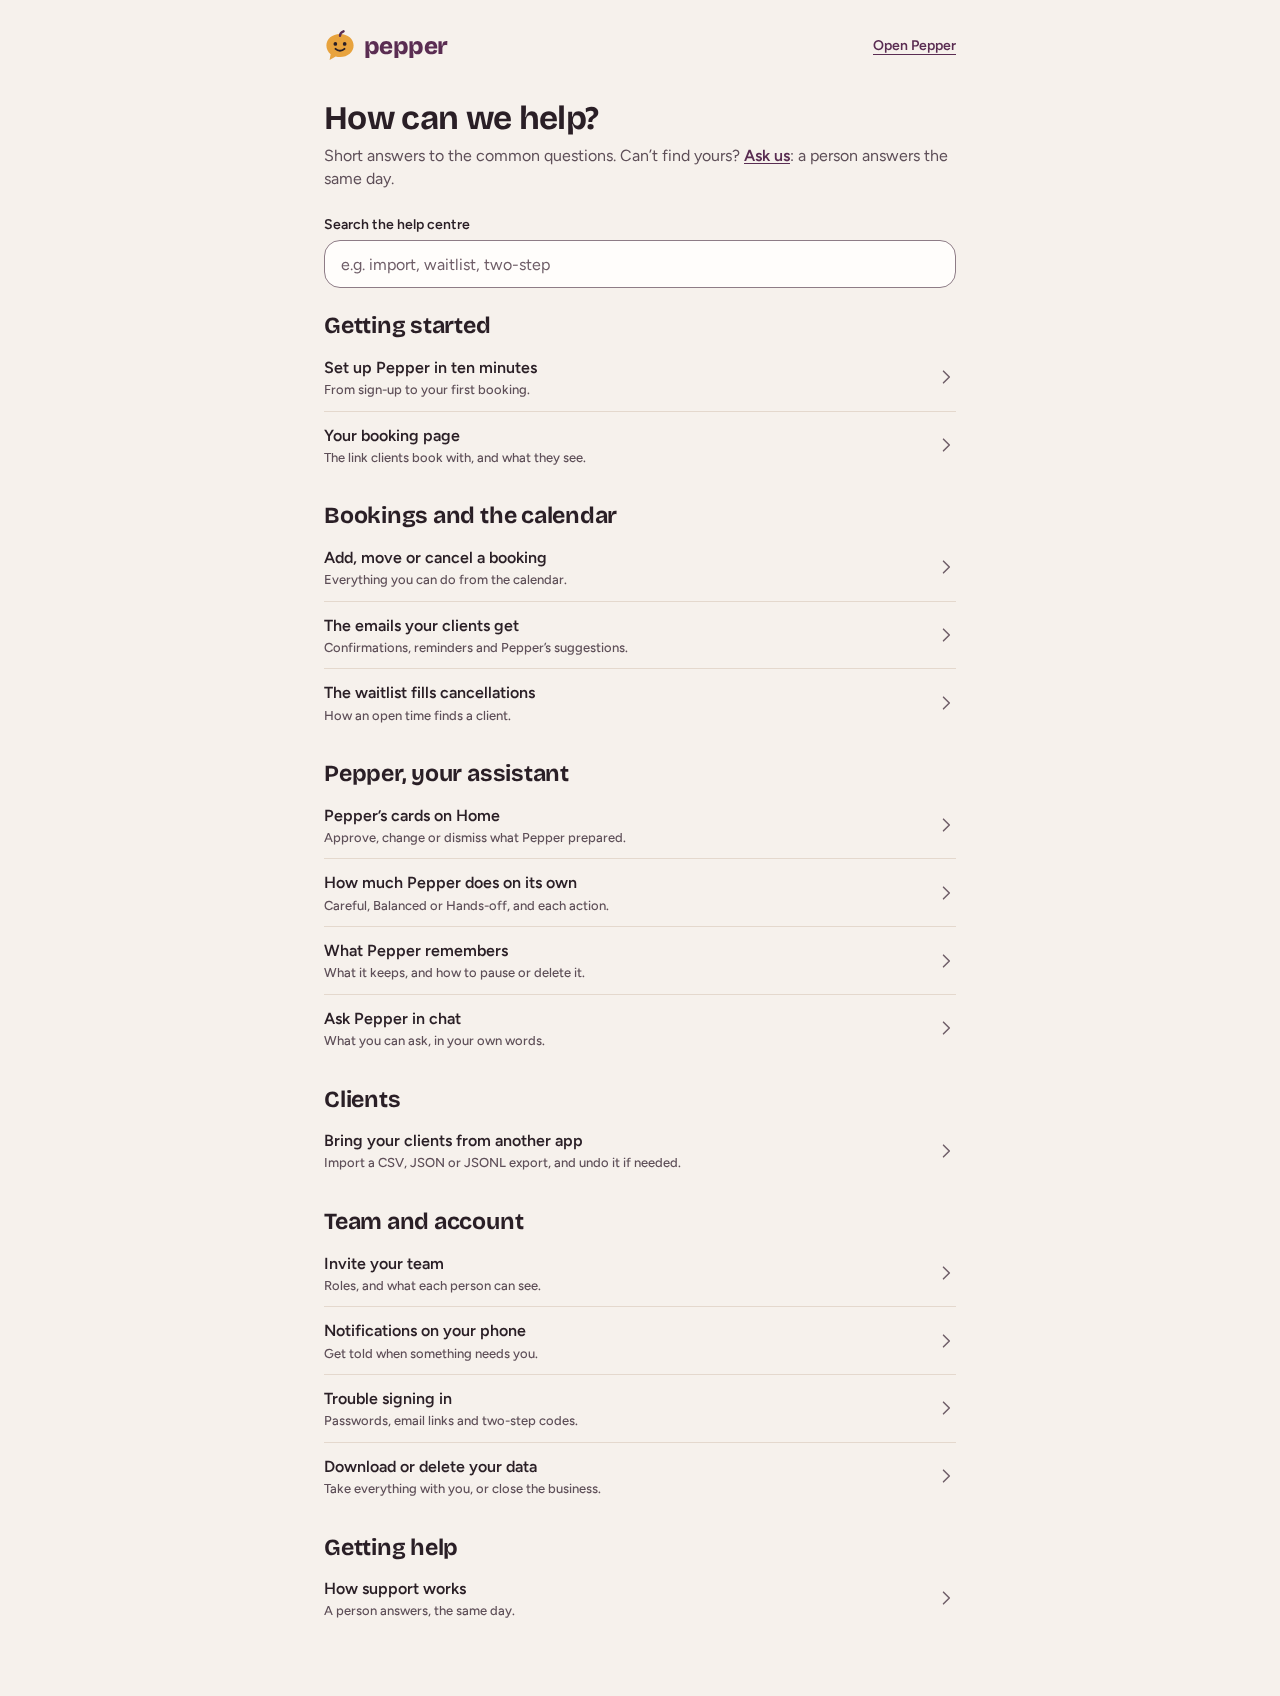 pepper
Open Pepper
How can we help?
Short answers to the common questions. Can’t find yours? Ask us: a person answers the
same day.
Search the help centre
e.g. import, waitlist, two-step
Getting started
Set up Pepper in ten minutes
From sign-up to your first booking.
Your booking page
The link clients book with, and what they see.
Bookings and the calendar
Add, move or cancel a booking
Everything you can do from the calendar.
The emails your clients get
Confirmations, reminders and Pepper’s suggestions.
The waitlist fills cancellations
How an open time finds a client.
Pepper, your assistant
Pepper’s cards on Home
Approve, change or dismiss what Pepper prepared.
How much Pepper does on its own
Careful, Balanced or Hands-off, and each action.
What Pepper remembers
What it keeps, and how to pause or delete it.
Ask Pepper in chat
What you can ask, in your own words.
Clients
Bring your clients from another app
Import a CSV, JSON or JSONL export, and undo it if needed.
Team and account
Invite your team
Roles, and what each person can see.
Notifications on your phone
Get told when something needs you.
Trouble signing in
Passwords, email links and two-step codes.
Download or delete your data
Take everything with you, or close the business.
Getting help
How support works
A person answers, the same day.